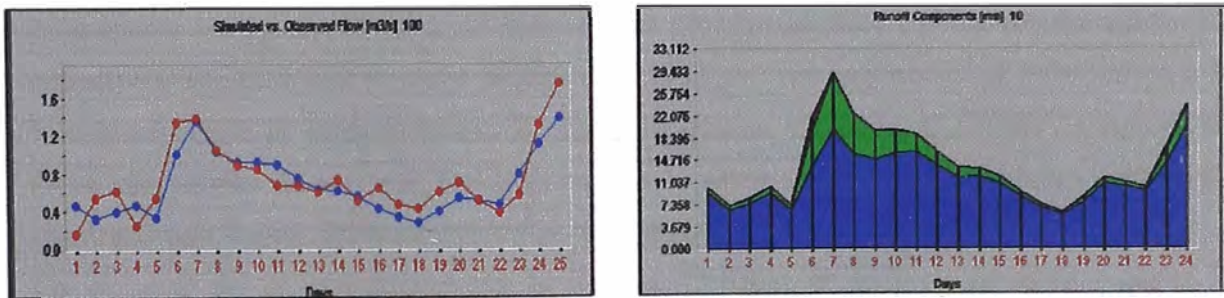 Simulated vs. Observed Flow [m3/s] 100
1.6
1.2
0.8
0.4
0.0
1 2 3 4 5 6 7 8 9 10 11 12 13 14 15 16 17 18 19 20 21 22 23 24 25
Days
Runoff Components [mm] 10
33.112
29.433
25.754
22.075
18.395
14.716
11.037
7.358
3.679
0.000
1 2 3 4 5 6 7 8 9 10 11 12 13 14 15 16 17 18 19 20 21 22 23 24
Days